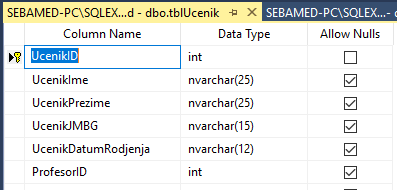 SEBAMED-PC\SQLEX...d - dbo.tblUcenik SEBAMED-PC\SQLEX...-
Column Name Data Type Allow Nulls
UcenikID int
UcenikIme nvarchar(25)
UcenikPrezime nvarchar(25)
UcenikJMBG nvarchar(15)
UcenikDatumRodjenja nvarchar(12)
ProfesorID int